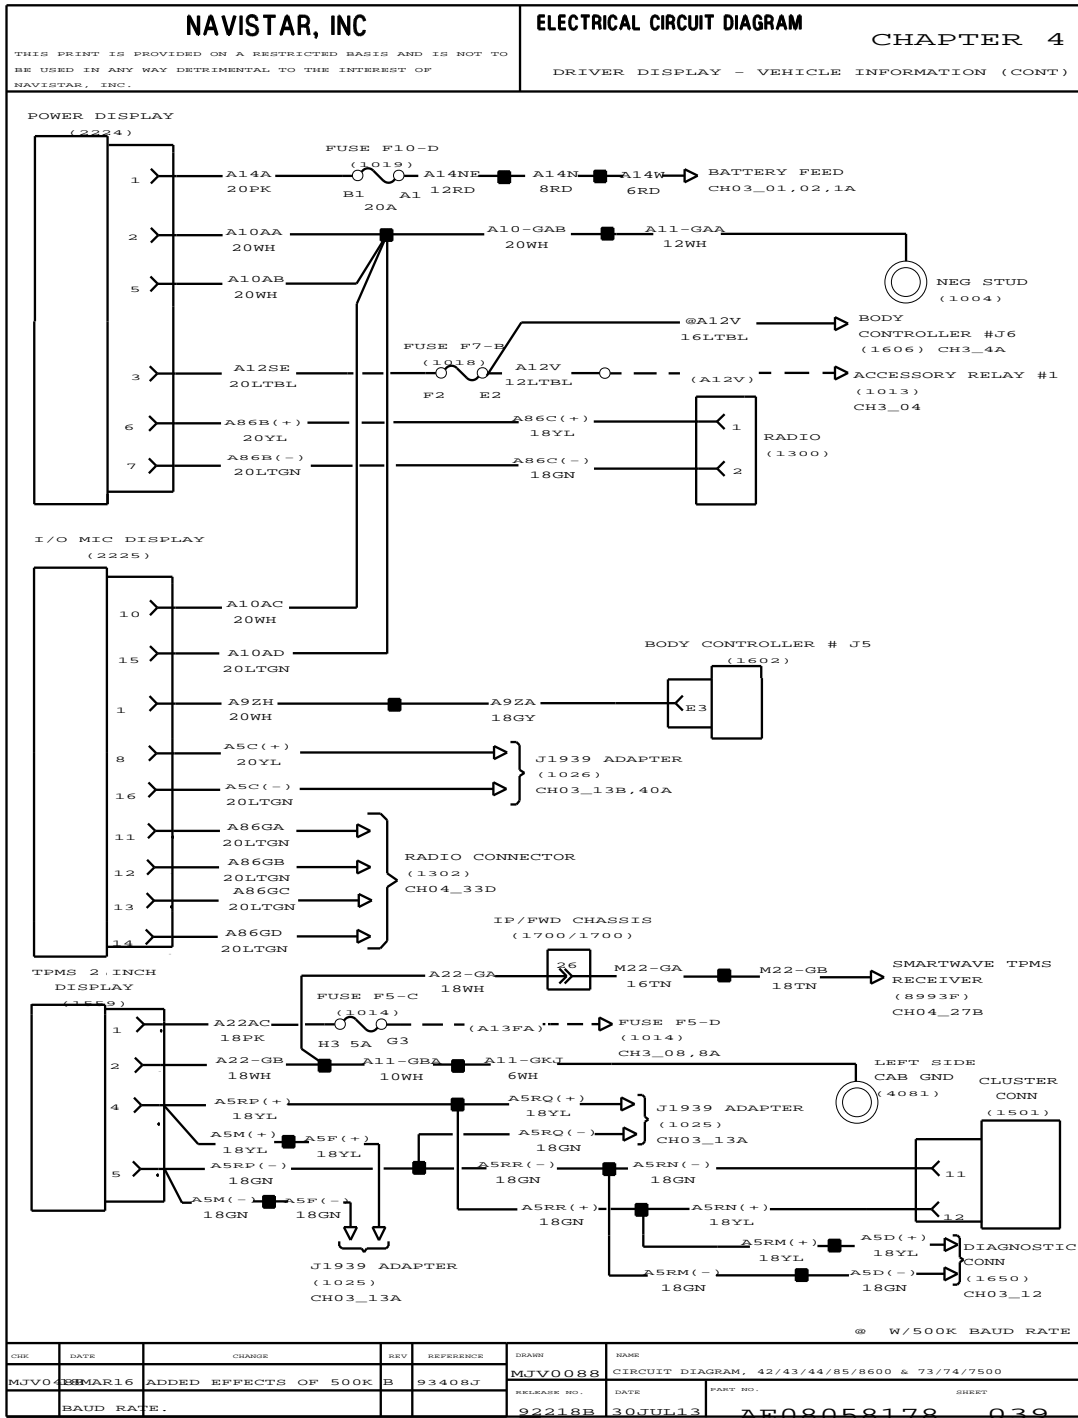 NAVISTAR, INC
THIS PRINT IS PROVIDED ON A RESTRICTED BASIS AND IS NOT TO
BE USED IN ANY WAY DETRIMENTAL TO THE INTEREST OF
NAVISTAR, INC.
ELECTRICAL CIRCUIT DIAGRAM
CHAPTER 4
DRIVER DISPLAY - VEHICLE INFORMATION (CONT)
POWER DISPLAY
(2224)
FUSE F10-D
(1019)
1 A14A A14NE A14N A14W BATTERY FEED
20PK B1 A1 12RD 8RD 6RD CH03_01,02,1A
20A
2 A10AA A10-GAB A11-GAA
20WH 20WH 12WH
5 A10AB
20WH
NEG STUD
(1004)
@A12V BODY
16LTBL CONTROLLER #J6
(1606) CH3_4A
FUSE F7-B
(1018)
3 A12SE A12V (A12V) ACCESSORY RELAY #1
20LTBL F2 E2 12LTBL (1013)
CH3_04
6 A86B(+) A86C(+) 1
20YL 18YL
RADIO
(1300)
7 A86B(-) A86C(-) 2
20LTGN 18GN
I/O MIC DISPLAY
(2225)
10 A10AC
20WH
15 A10AD
20LTGN
BODY CONTROLLER # J5
(1602)
1 A9ZH A9ZA E3
20WH 18GY
8 A5C(+)
20YL
J1939 ADAPTER
(1026)
CH03_13B,40A
16 A5C(-)
20LTGN
11 A86GA
20LTGN
12 A86GB
20LTGN
RADIO CONNECTOR
(1302)
CH04_33D
13 A86GC
20LTGN
14 A86GD
20LTGN
IP/FWD CHASSIS
(1700/1700)
TPMS 2 INCH
DISPLAY
(1559)
A22-GA 26 M22-GA M22-GB
18WH 16TN 18TN
SMARTWAVE TPMS
RECEIVER
(8993F)
CH04_27B
FUSE F5-C
(1014)
1 A22AC (A13FA) FUSE F5-D
18PK H3 5A G3 (1014)
CH3_08,8A
2 A22-GB A11-GBA A11-GKJ
18WH 10WH 6WH
LEFT SIDE
CAB GND
(4081)
CLUSTER
CONN
(1501)
4 A5RP(+) A5RQ(+)
18YL 18YL
J1939 ADAPTER
(1025)
CH03_13A
A5M(+) A5F(+) A5RQ(-)
18YL 18YL 18GN
5 A5RP(-) A5RR(-) A5RN(-) 11
18GN 18GN 18GN
A5M(-) A5F(-) A5RR(+) A5RN(+) 12
18GN 18GN 18GN 18YL
A5RM(+) A5D(+)
18YL 18YL
DIAGNOSTIC
CONN
(1650)
CH03_12
A5RM(-) A5D(-)
18GN 18GN
J1939 ADAPTER
(1025)
CH03_13A
@ W/500K BAUD RATE
CHK DATE CHANGE REV REFERENCE DRAWN NAME
MAR16 ADDED EFFECTS OF 500K B 93408J MJV0088 CIRCUIT DIAGRAM, 42/43/44/85/8600 & 73/74/7500
BAUD RATE.
RELEASE NO. DATE PART NO. SHEET
92218B 30JUL13 AF08058178 039